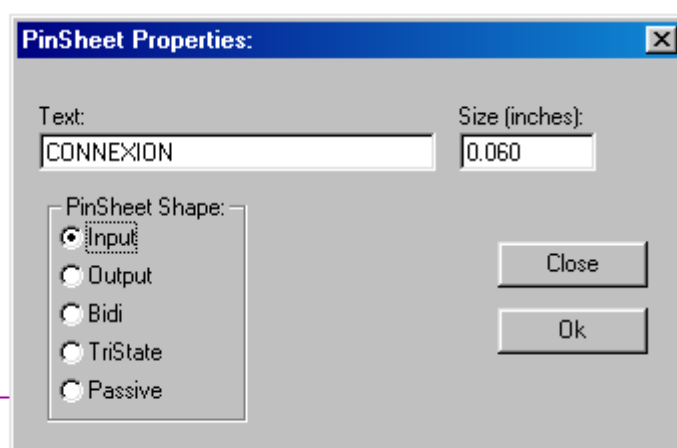 PinSheet Properties:
Text: Size (inches):
CONNEXION 0.060
PinSheet Shape:
Input
Output
Bidi
TriState
Passive
Close
Ok